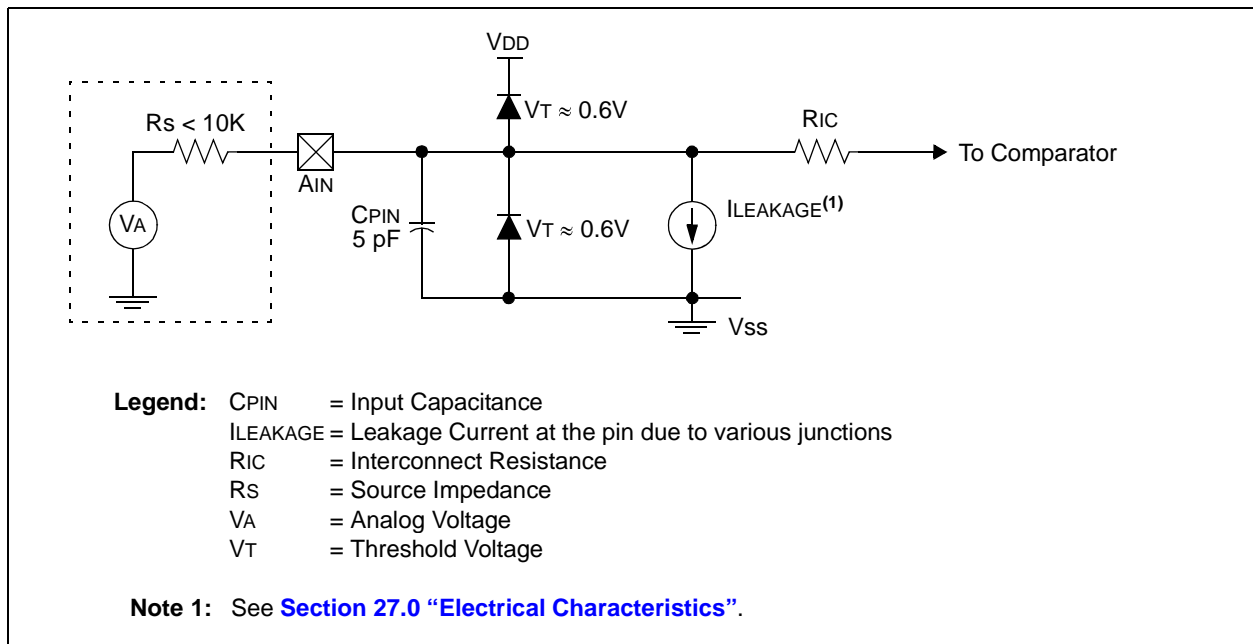 VDD
VT ≈ 0.6V
Rs < 10K
RIC
To Comparator
AIN
CPIN
5 pF
VT ≈ 0.6V
ILEAKAGE(1)
VA
Vss
Legend: CPIN = Input Capacitance
ILEAKAGE = Leakage Current at the pin due to various junctions
RIC = Interconnect Resistance
RS = Source Impedance
VA = Analog Voltage
VT = Threshold Voltage
Note 1: See Section 27.0 “Electrical Characteristics”.